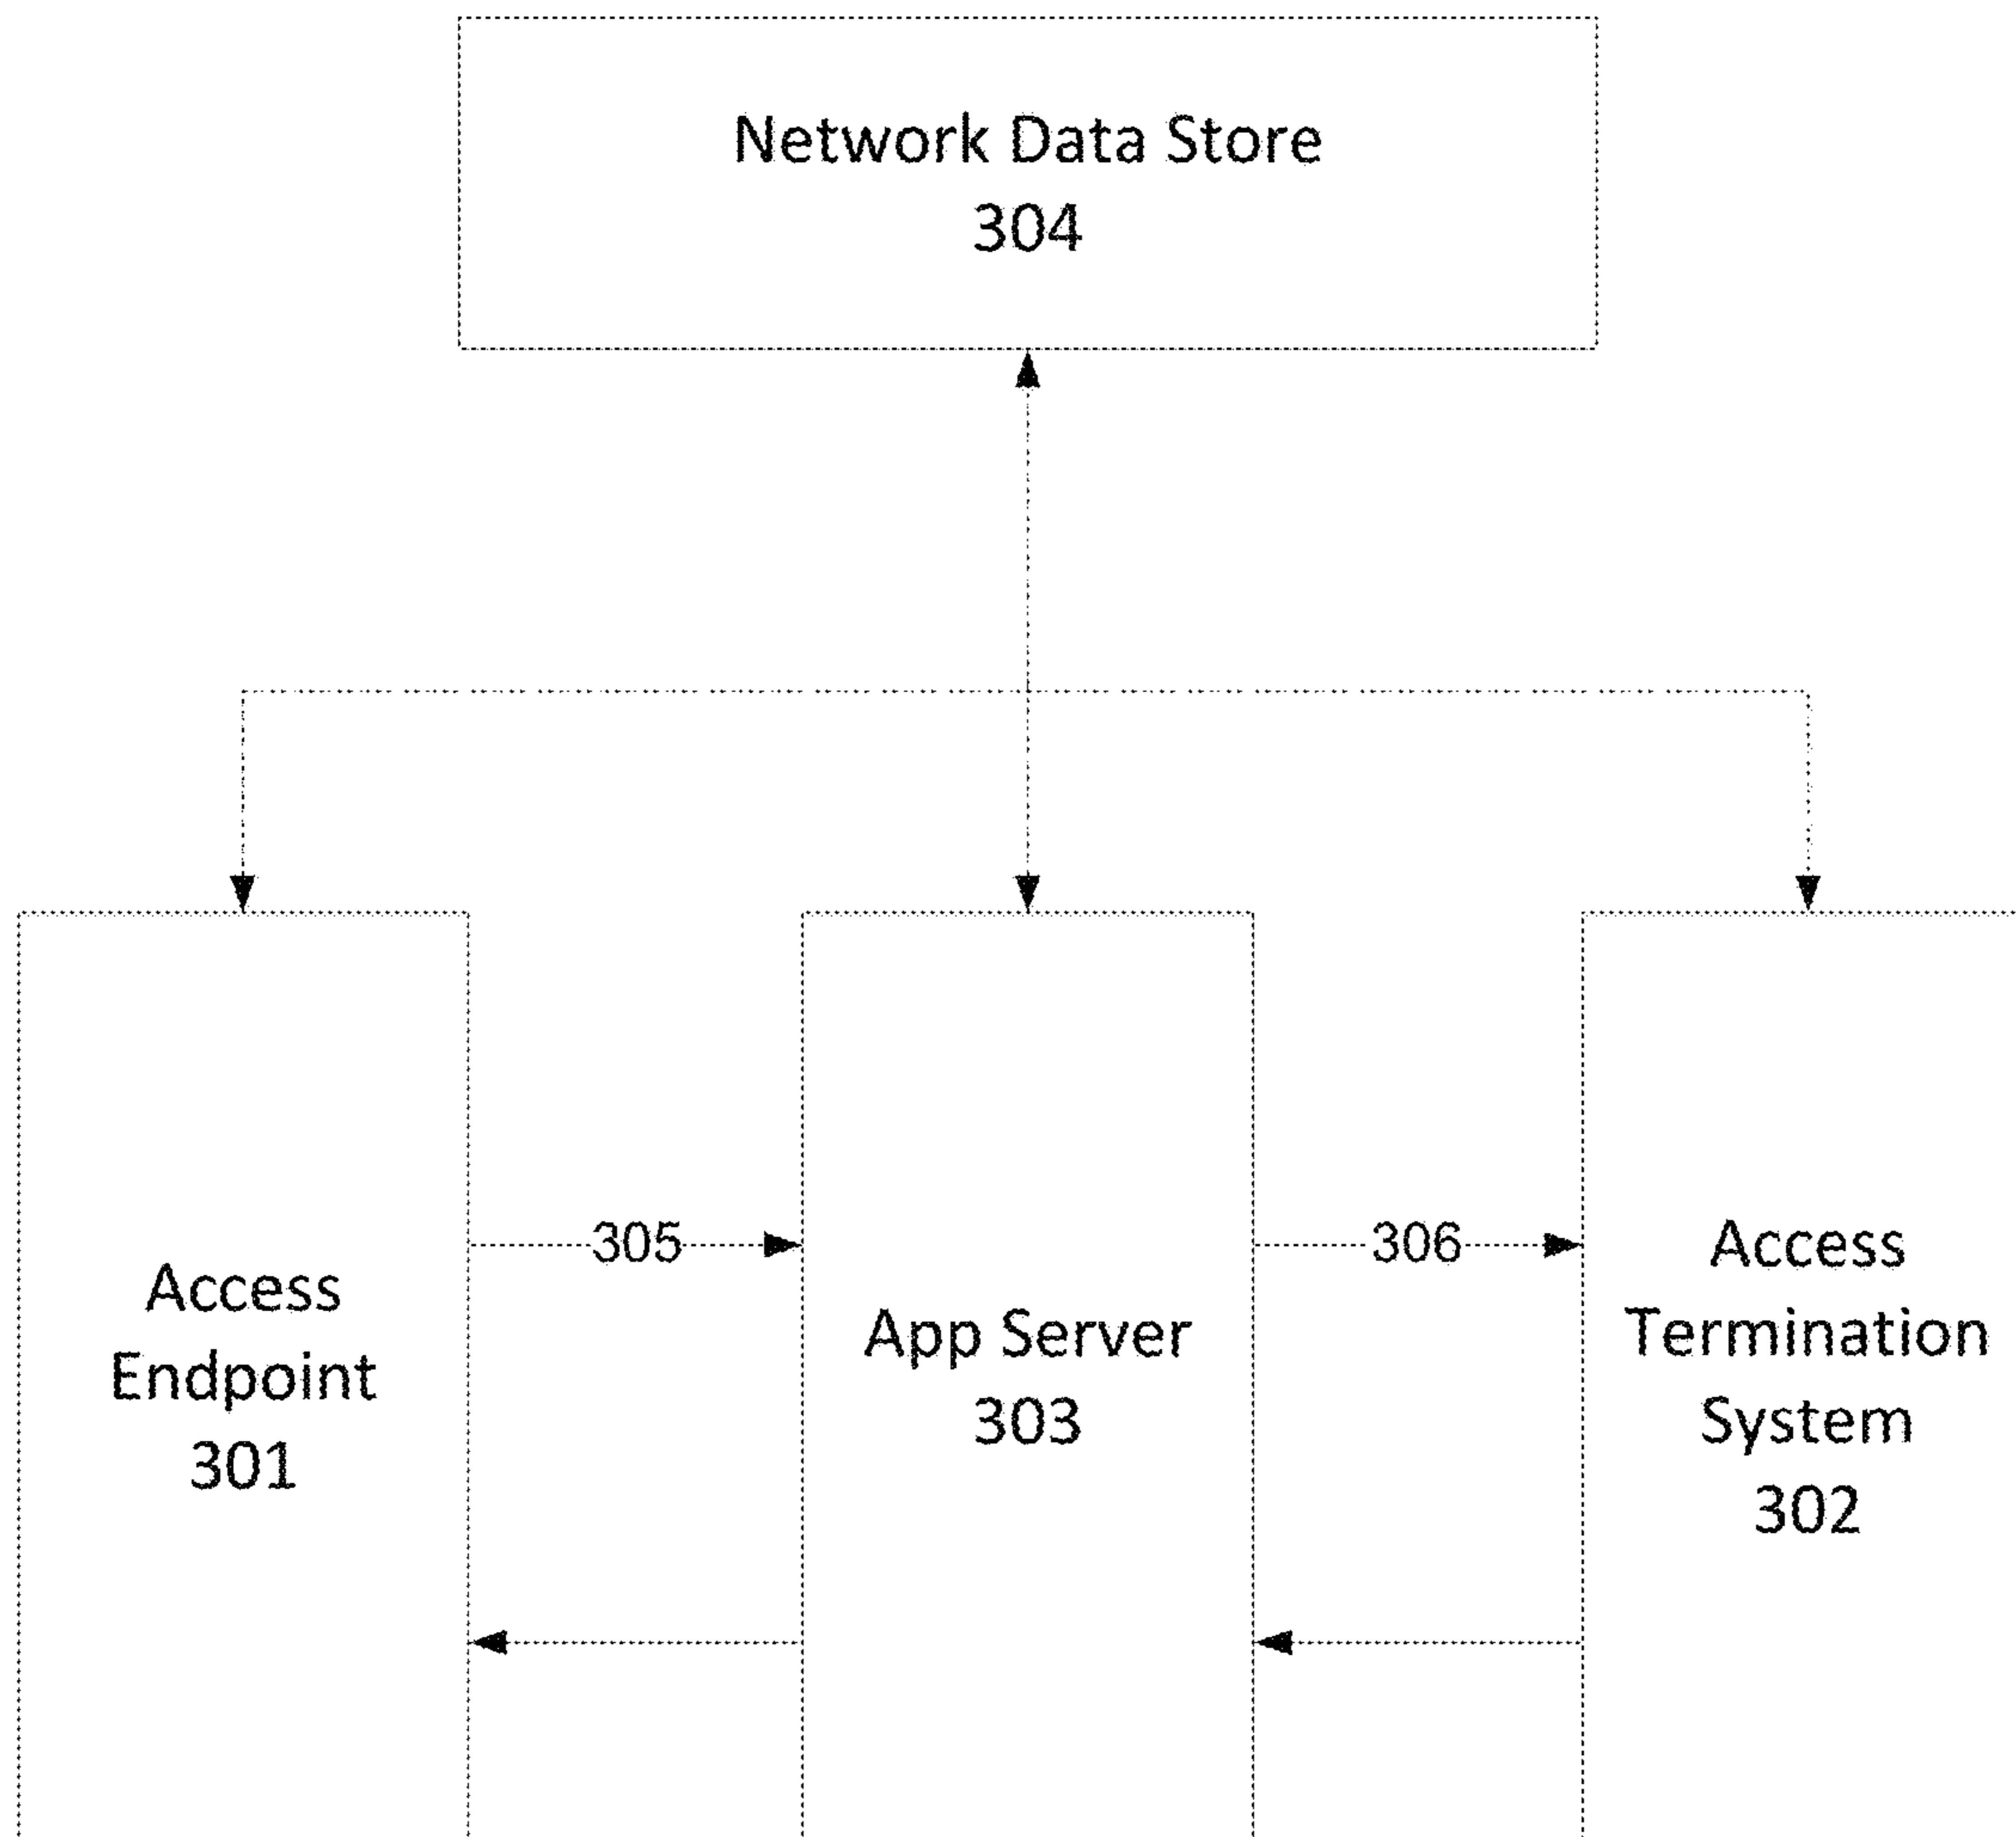 Network Data Store
304
305
306
Access
Endpoint
301
App Server
303
Access
Termination
System
302